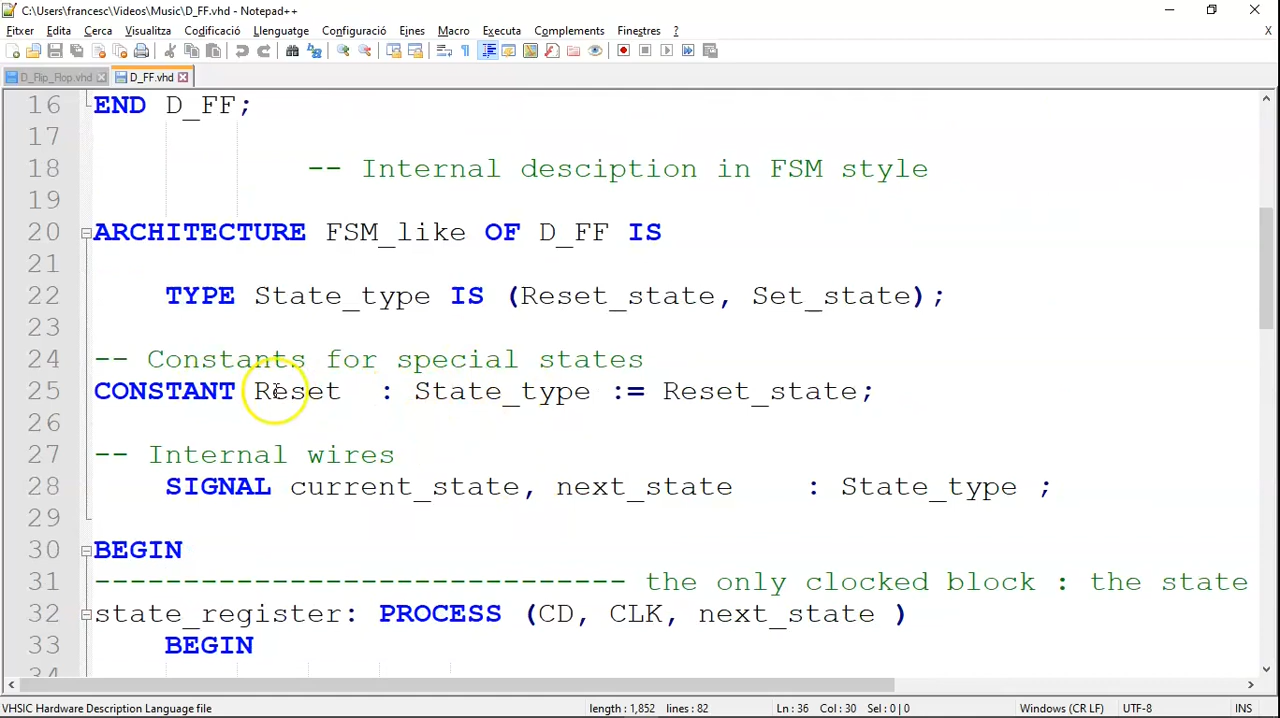 C:\Users\francesc\Videos\Music\D_FF.vhd - Notepad++
Fitxer Edita Cerca Visualitza Codificació Llenguatge Configuració Eines Macro Executa Complements Finestres ? X
D_Flip_Flop.vhd D_FF.vhd
16 END D_FF;
17
18 -- Internal desciption in FSM style
19
20 ARCHITECTURE FSM_like OF D_FF IS
21
22 TYPE State_type IS (Reset_state, Set_state);
23
24 -- Constants for special states
25 CONSTANT Reset : State_type := Reset_state;
26
27 -- Internal wires
28 SIGNAL current_state, next_state : State_type ;
29
30 BEGIN
31 ------------------------------ the only clocked block : the state
32 state_register: PROCESS (CD, CLK, next_state )
33 BEGIN
34
VHSIC Hardware Description Language file length : 1,852 lines : 82 Ln : 36 Col : 30 Sel : 0 | 0 Windows (CR LF) UTF-8 INS